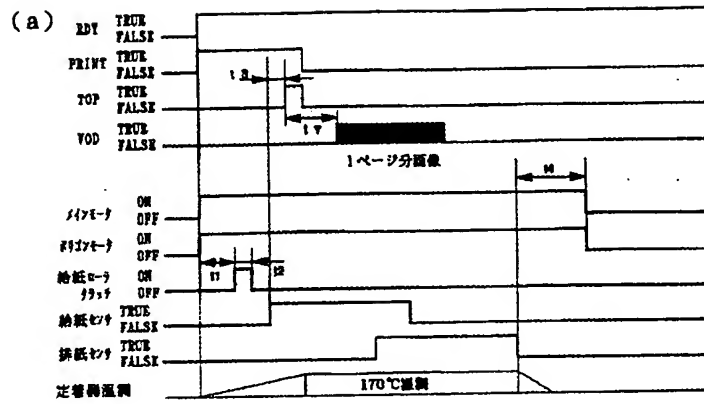 (a)
RDY TRUE
FALSE
PRINT TRUE
FALSE
TOP TRUE
FALSE
VOD TRUE
FALSE
1ページ分画像
メインモータ ON
OFF
ポリゴンモータ ON
OFF
t1
t2
給紙ローラ ON
クラッチ OFF
給紙センサ TRUE
FALSE
排紙センサ TRUE
FALSE
定着器温調
170℃温調